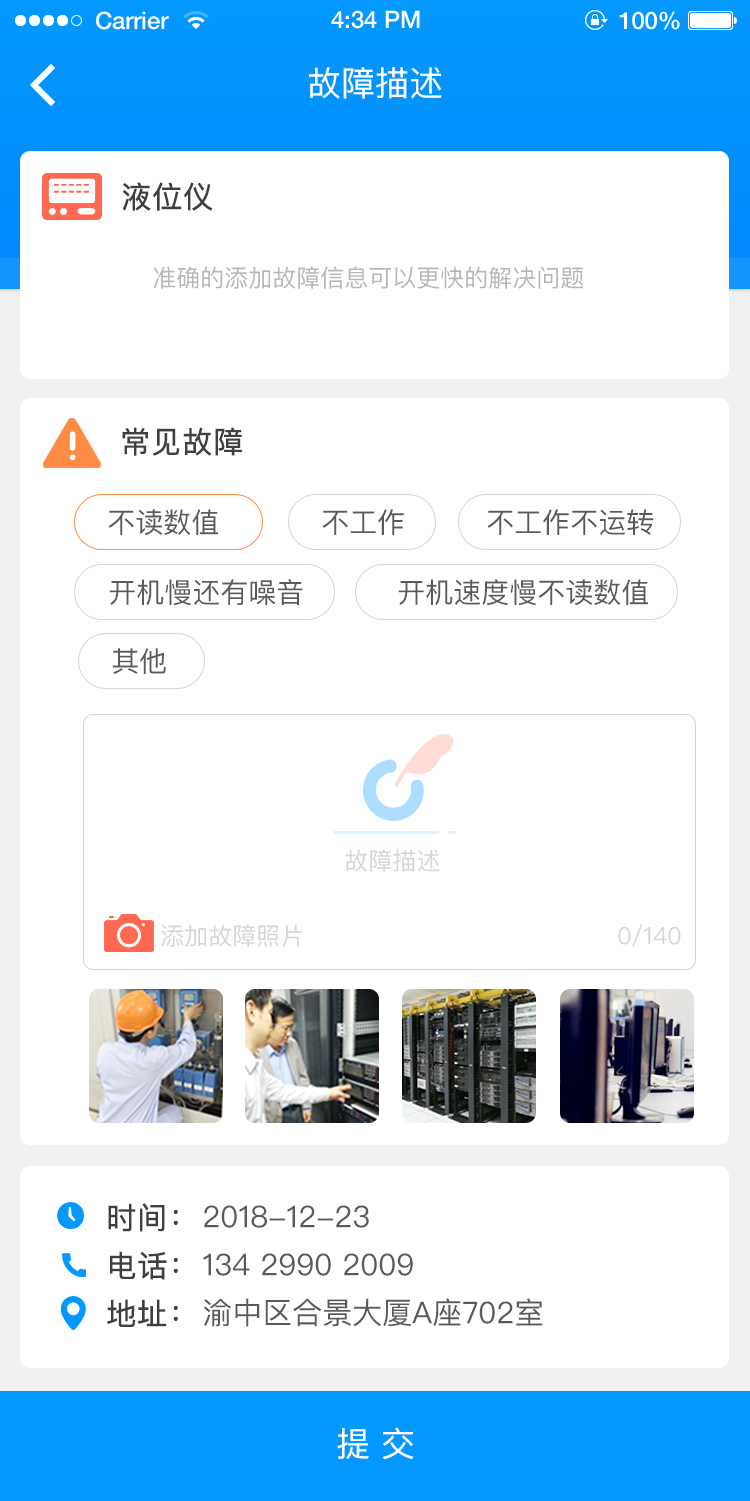 Carrier 4:34 PM 100%
故障描述
液位仪
准确的添加故障信息可以更快的解决问题
常见故障
不读数值 不工作 不工作不运转
开机慢还有噪音 开机速度慢不读数值
其他
故障描述
添加故障照片 0/140
时间： 2018-12-23
电话： 134 2990 2009
地址： 渝中区合景大厦A座702室
提 交